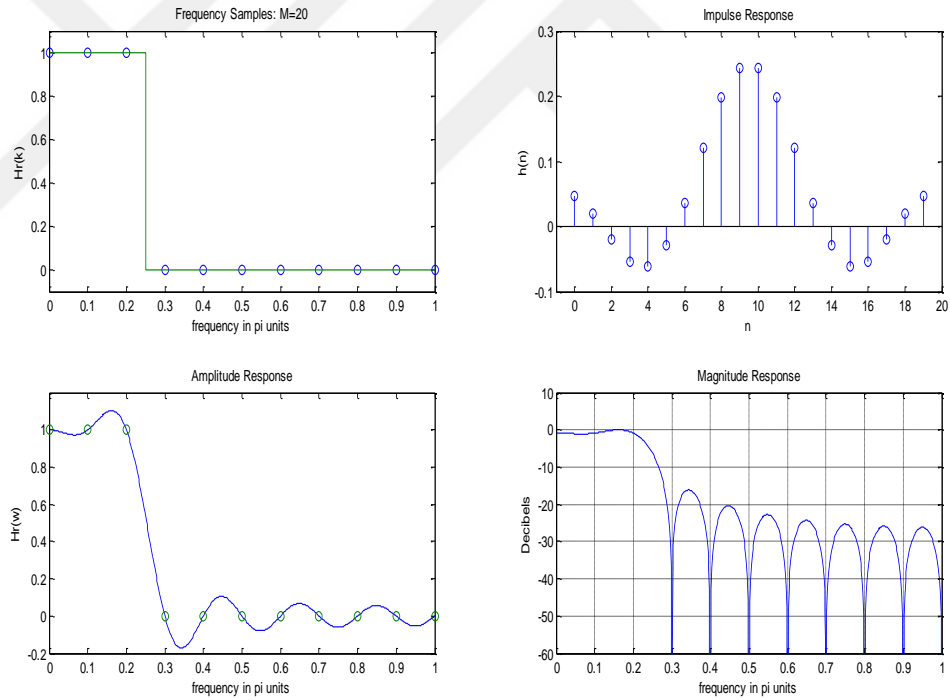 Frequency Samples: M=20
Hr(k)
1
0.8
0.6
0.4
0.2
0
0 0.1 0.2 0.3 0.4 0.5 0.6 0.7 0.8 0.9 1
frequency in pi units
Impulse Response
h(n)
0.3
0.2
0.1
0
-0.1
0 2 4 6 8 10 12 14 16 18 20
n
Amplitude Response
Hr(w)
1
0.8
0.6
0.4
0.2
0
-0.2
0 0.1 0.2 0.3 0.4 0.5 0.6 0.7 0.8 0.9 1
frequency in pi units
Magnitude Response
Decibels
10
0
-10
-20
-30
-40
-50
-60
0 0.1 0.2 0.3 0.4 0.5 0.6 0.7 0.8 0.9 1
frequency in pi units